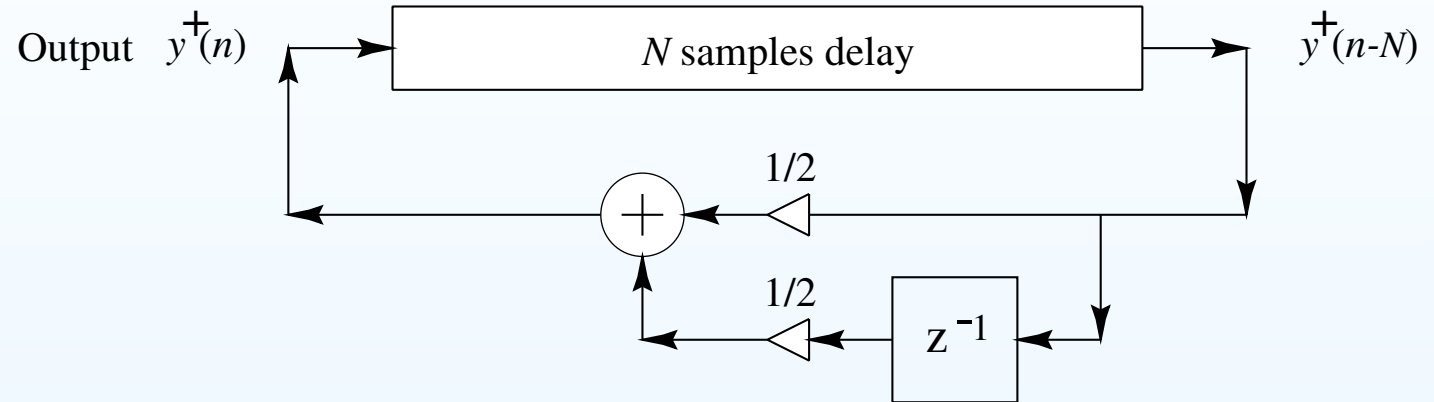 Output y⁺(n)
N samples delay
y⁺(n-N)
1/2
+
1/2
z⁻¹